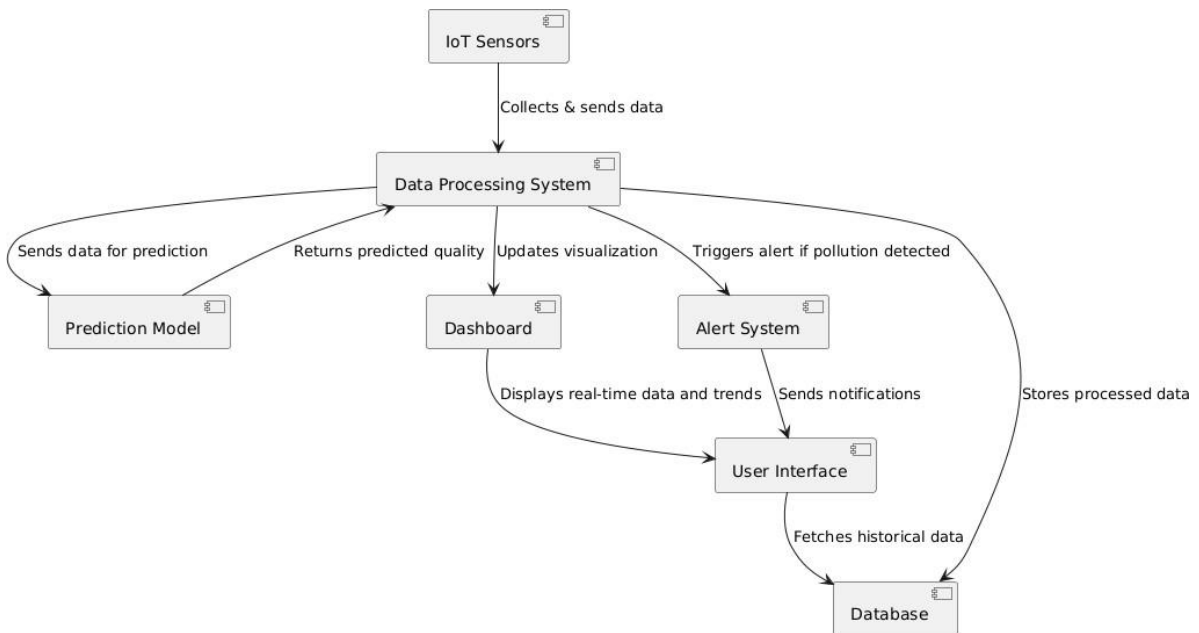 IoT Sensors
Collects & sends data
Data Processing System
Sends data for prediction
Returns predicted quality
Updates visualization
Triggers alert if pollution detected
Prediction Model
Dashboard
Alert System
Displays real-time data and trends
Sends notifications
Stores processed data
User Interface
Fetches historical data
Database